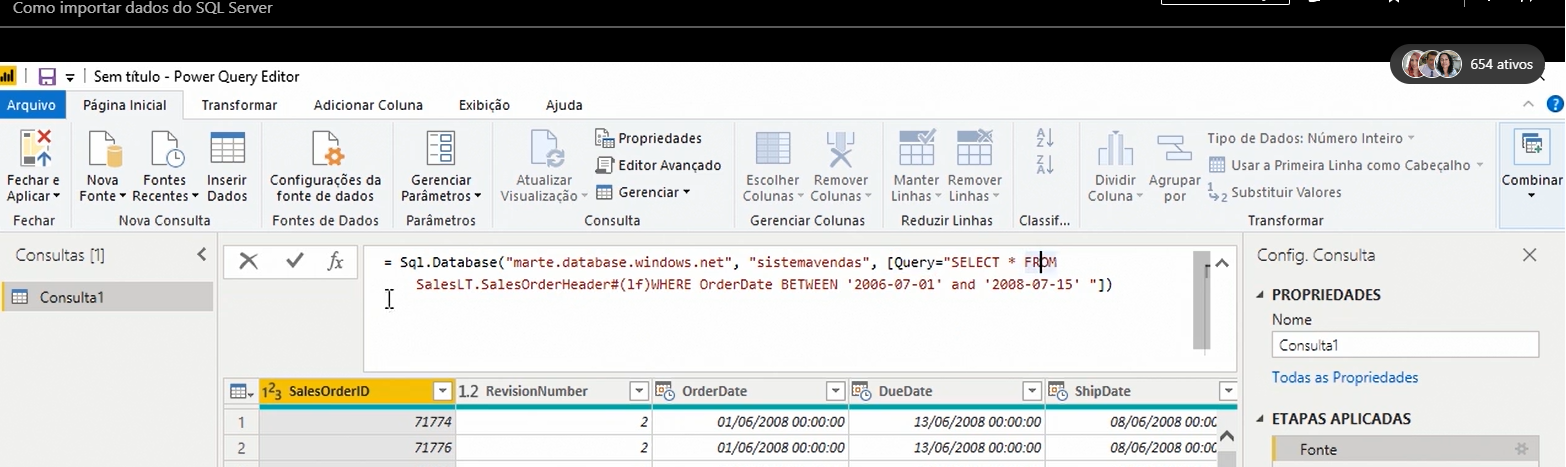 Como importar dados do SQL Server
654 ativos
Sem título - Power Query Editor
Arquivo Página Inicial Transformar Adicionar Coluna Exibição Ajuda
Fechar e Aplicar
Fechar
Nova Fonte
Fontes Recentes
Inserir Dados
Nova Consulta
Configurações da fonte de dados
Fontes de Dados
Gerenciar Parâmetros
Parâmetros
Atualizar Visualização
Propriedades
Editor Avançado
Gerenciar
Consulta
Escolher Colunas
Remover Colunas
Gerenciar Colunas
Manter Linhas
Remover Linhas
Reduzir Linhas
Classif...
Dividir Coluna
Agrupar por
Tipo de Dados: Número Inteiro
Usar a Primeira Linha como Cabeçalho
Substituir Valores
Transformar
Combinar
Consultas [1]
Consulta1
= Sql.Database("marte.database.windows.net", "sistemavendas", [Query="SELECT * FROM
SalesLT.SalesOrderHeader#(lf)WHERE OrderDate BETWEEN '2006-07-01' and '2008-07-15' "])
SalesOrderID 1.2 RevisionNumber OrderDate DueDate ShipDate
1 71774 2 01/06/2008 00:00:00 13/06/2008 00:00:00 08/06/2008 00:00
2 71776 2 01/06/2008 00:00:00 13/06/2008 00:00:00 08/06/2008 00:00
Config. Consulta
PROPRIEDADES
Nome
Consulta1
Todas as Propriedades
ETAPAS APLICADAS
Fonte